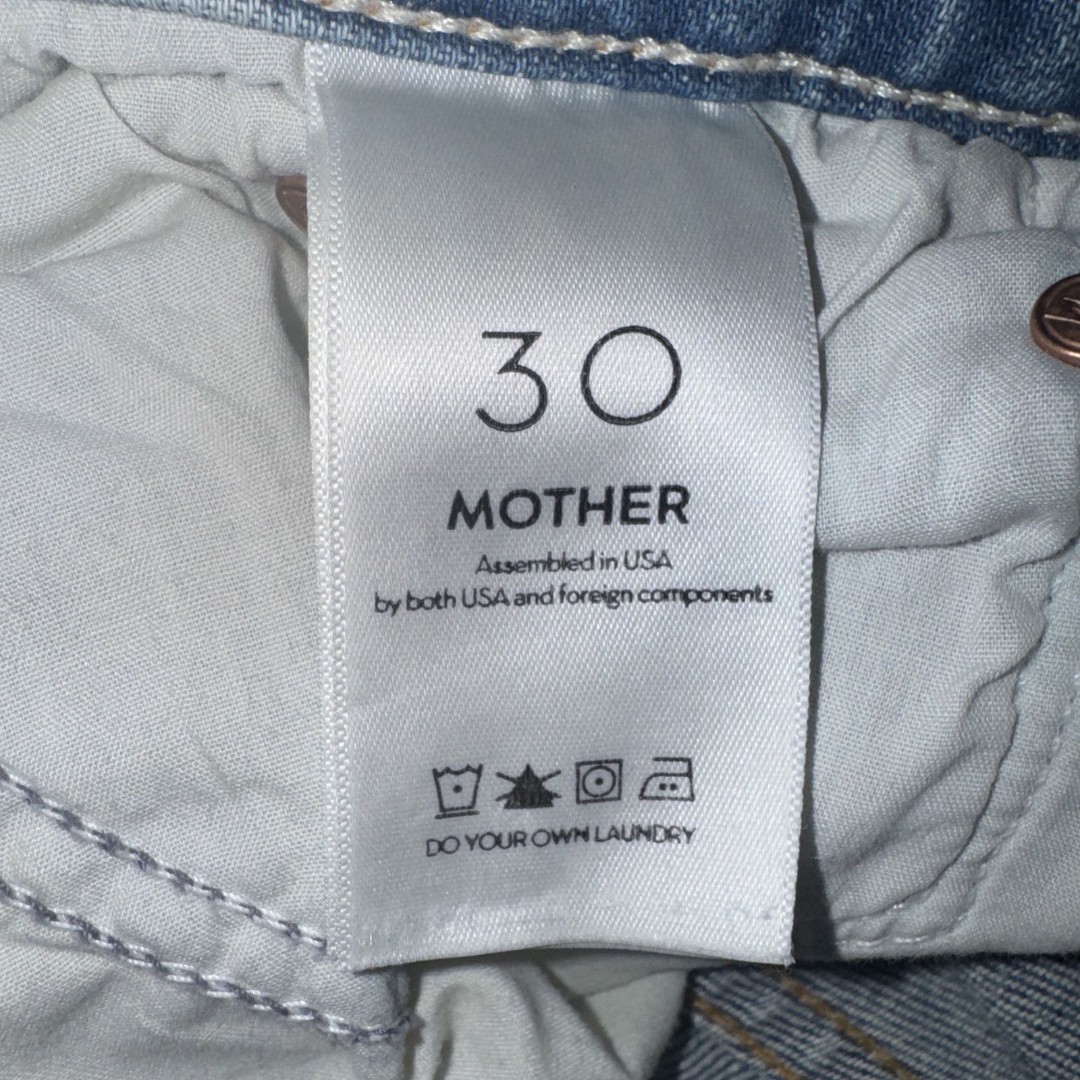 30
MOTHER
Assembled in USA
by both USA and foreign components
DO YOUR OWN LAUNDRY